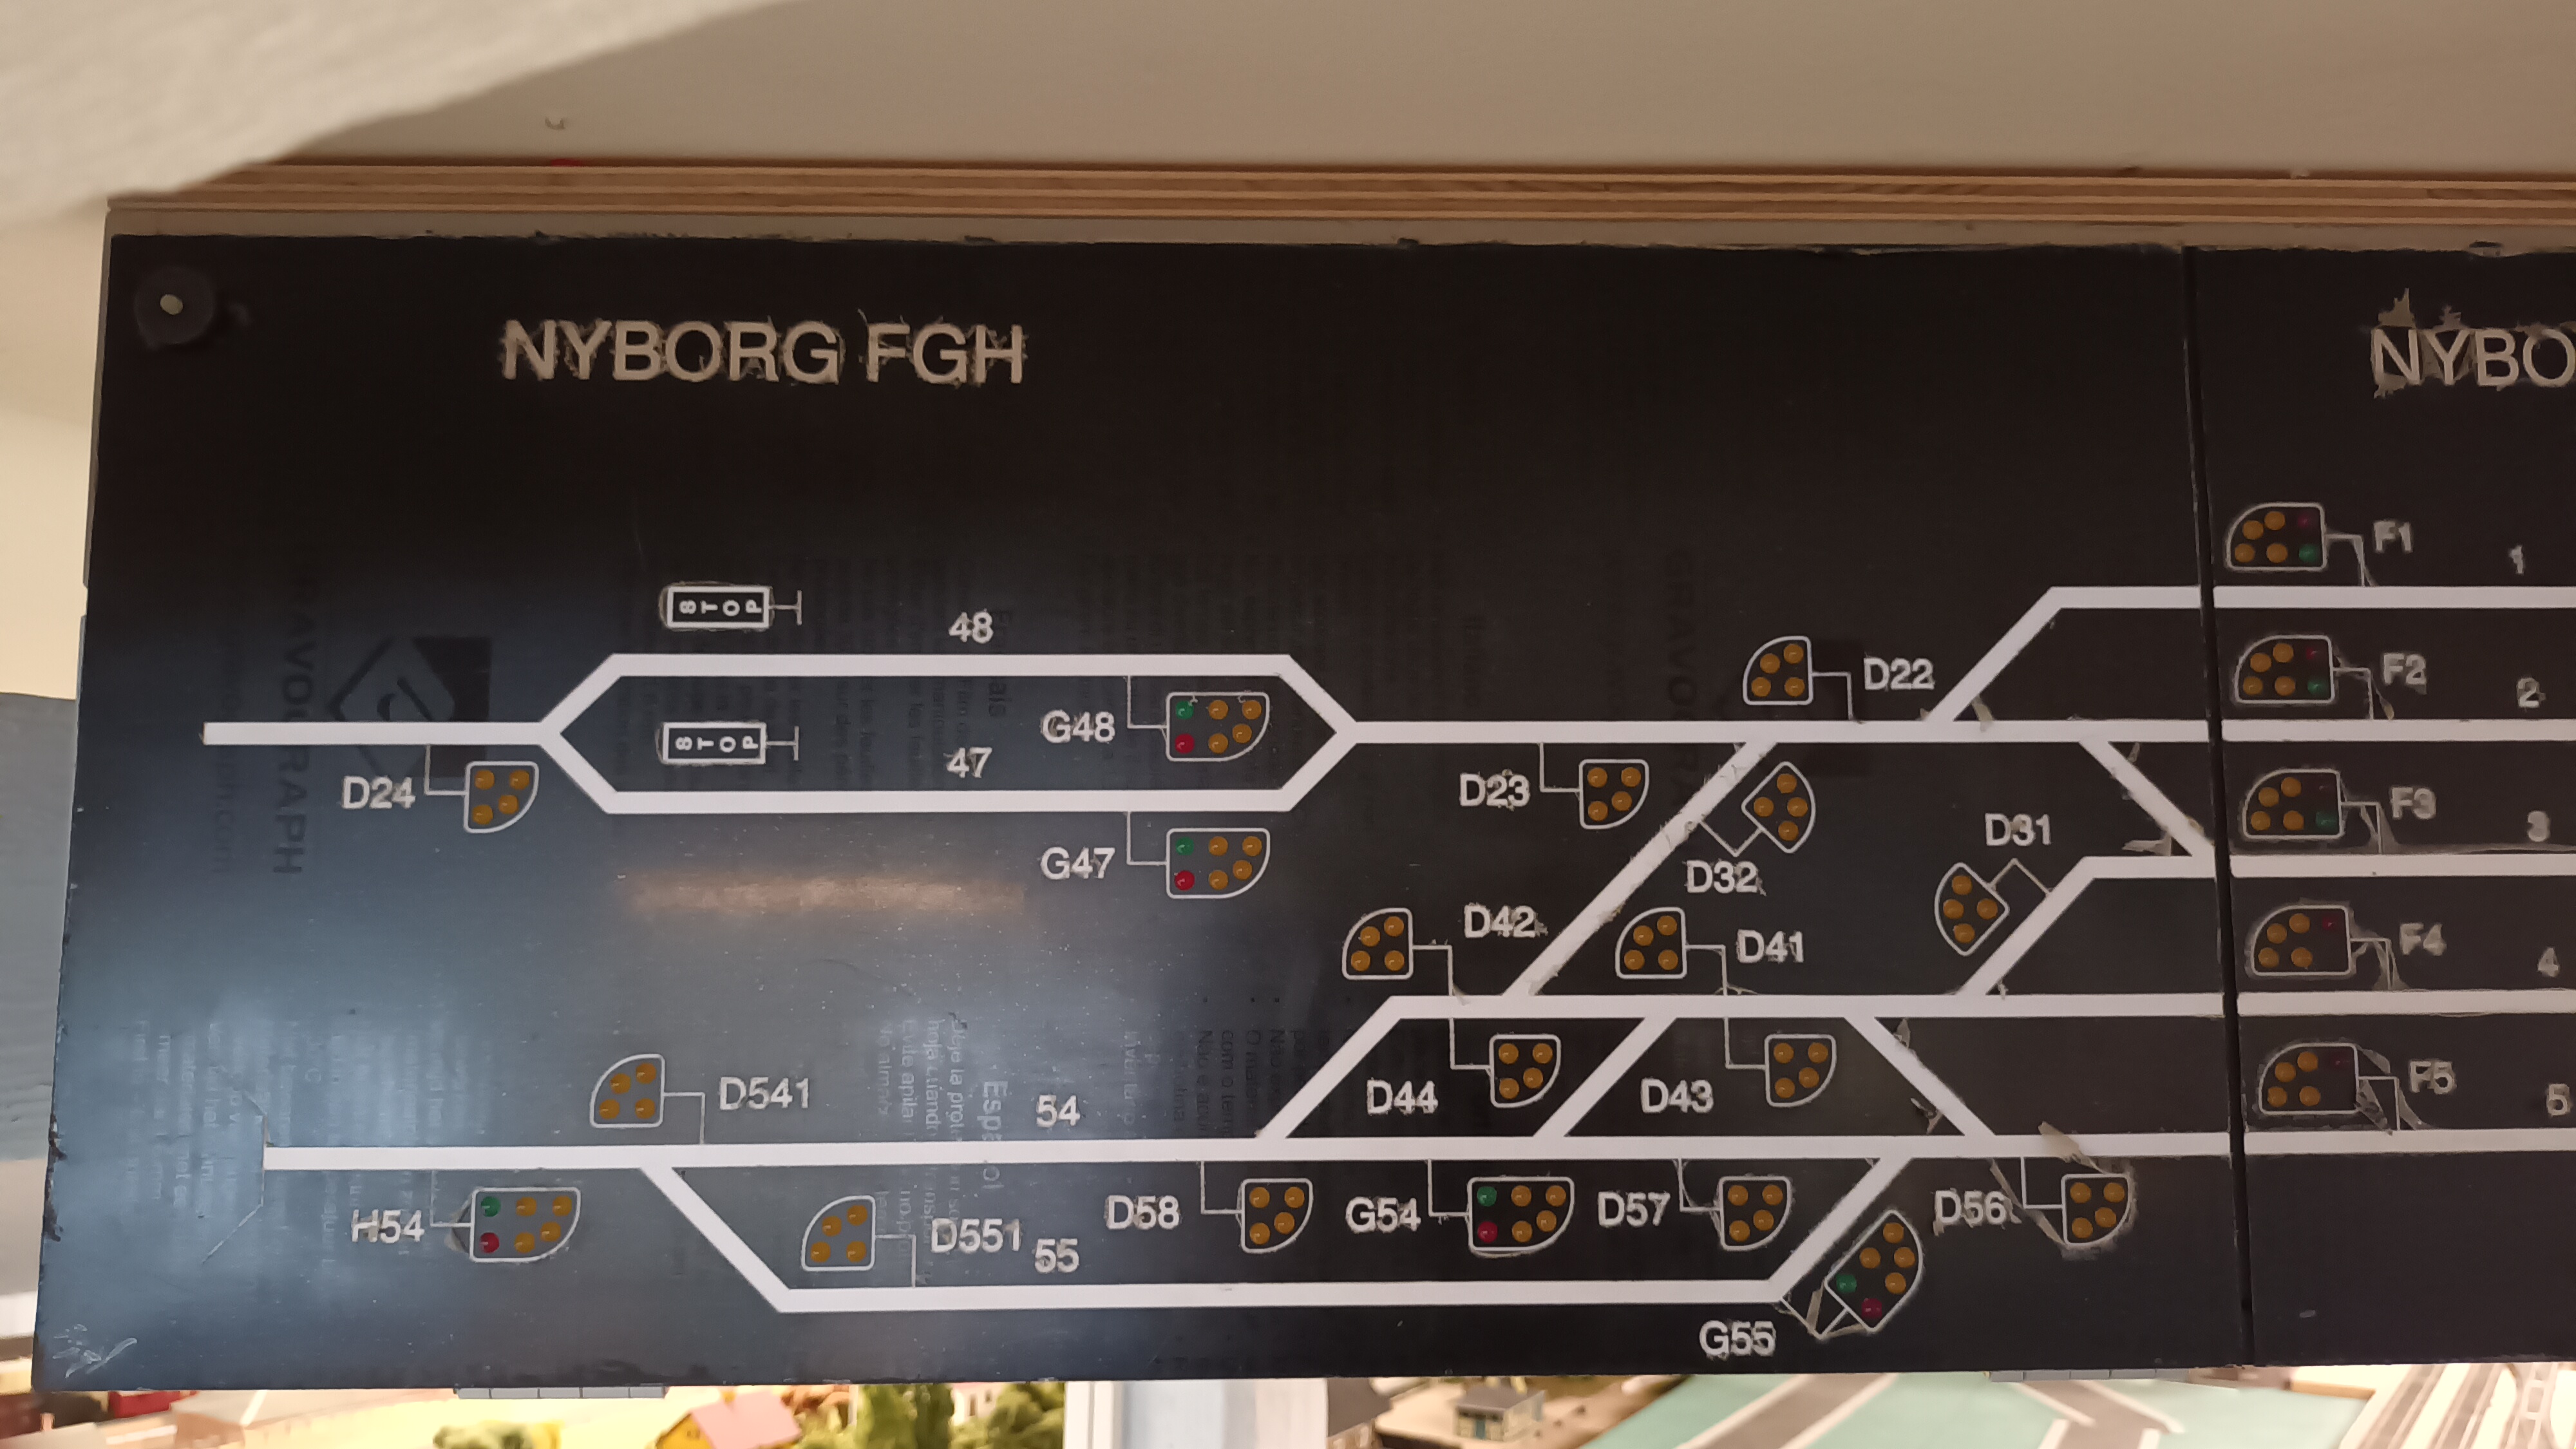 NYBORG FGH
NYBO
F1
1
STOP
48
D22
F2
2
G48
47
STOP
D24
D23
D31
F3
3
G47
D32
D42
D41
F4
4
D541
54
D44
D43
F5
5
H54
D551
55
D58
G54
D57
D56
G55
GRAVOGRAPH
Español